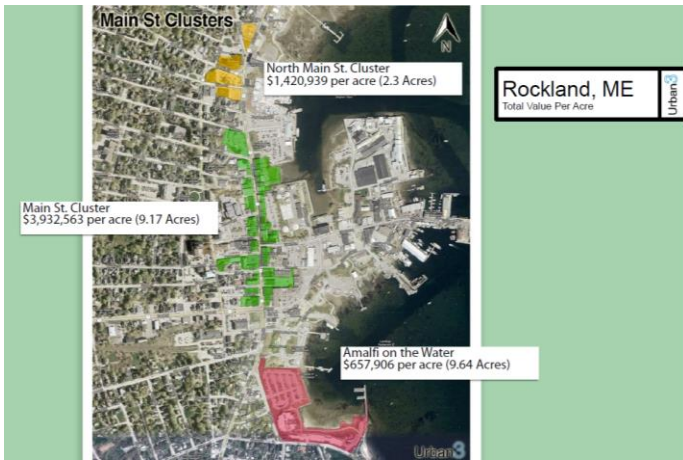 Main St Clusters
N
North Main St. Cluster
$1,420,939 per acre (2.3 Acres)
Rockland, ME
Total Value Per Acre
Urban3
Main St. Cluster
$3,932,563 per acre (9.17 Acres)
Amalfi on the Water
$657,906 per acre (9.64 Acres)
Urban3